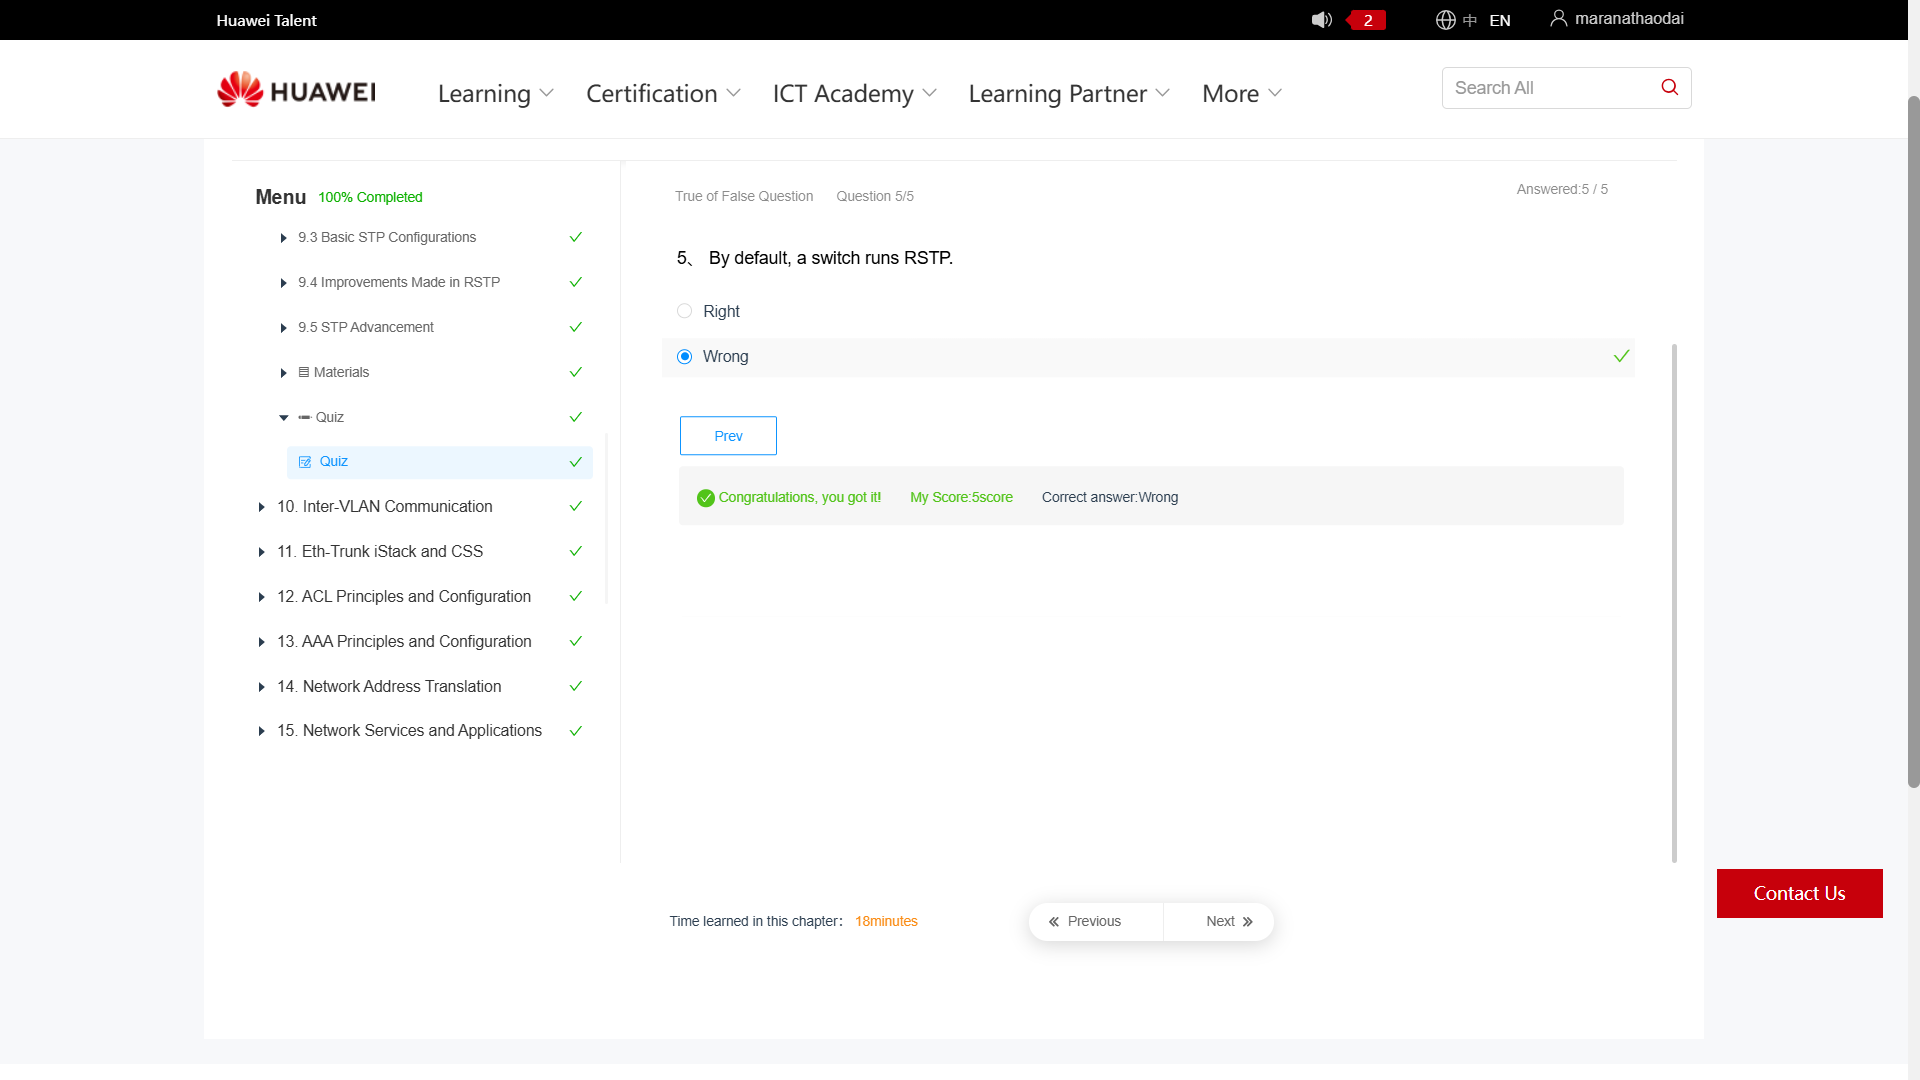 Huawei Talent
2
中 EN
maranathaodai
HUAWEI
Learning
Certification
ICT Academy
Learning Partner
More
Search All
Menu 100% Completed
9.3 Basic STP Configurations
9.4 Improvements Made in RSTP
9.5 STP Advancement
Materials
Quiz
Quiz
10. Inter-VLAN Communication
11. Eth-Trunk iStack and CSS
12. ACL Principles and Configuration
13. AAA Principles and Configuration
14. Network Address Translation
15. Network Services and Applications
True of False Question Question 5/5
Answered:5 / 5
5、 By default, a switch runs RSTP.
Right
Wrong
Prev
Congratulations, you got it! My Score:5score Correct answer:Wrong
Time learned in this chapter： 18minutes
« Previous
Next »
Contact Us